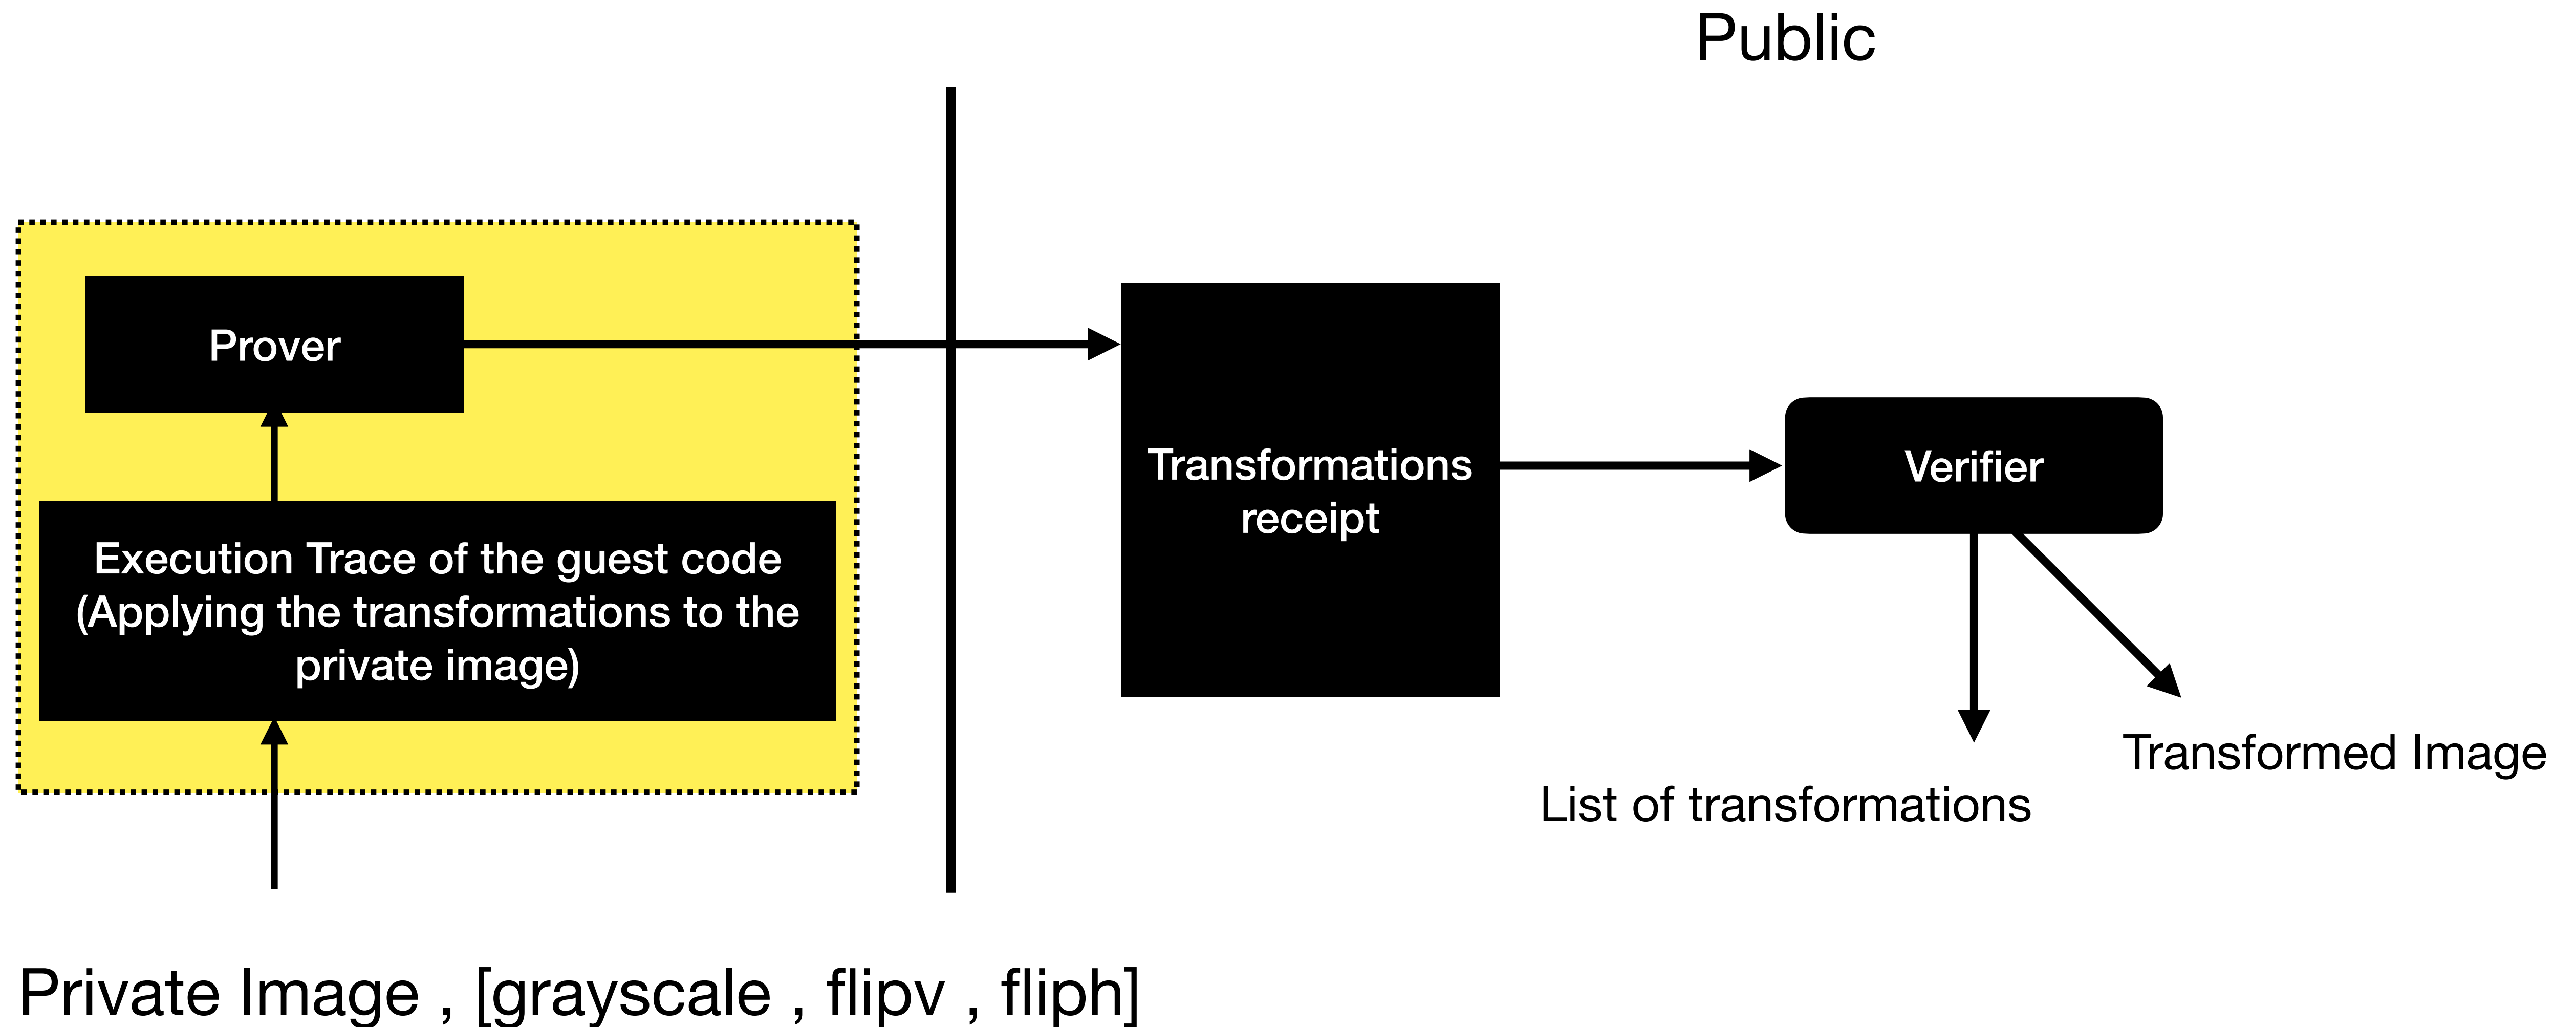 Public
Prover
Execution Trace of the guest code
(Applying the transformations to the
private image)
Transformations
receipt
Verifier
Transformed Image
List of transformations
Private Image , [grayscale , flipv , fliph]